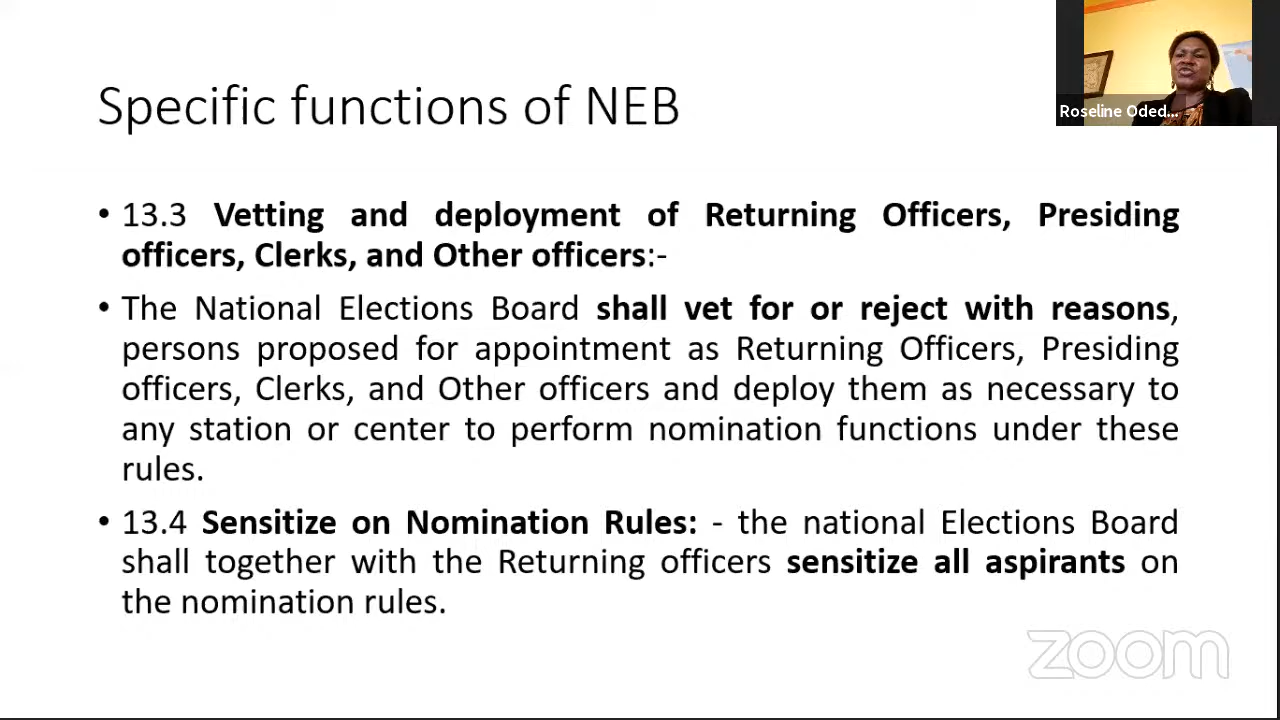 Specific functions of NEB
Roseline Oded...
• 13.3 Vetting and deployment of Returning Officers, Presiding
officers, Clerks, and Other officers:-
• The National Elections Board shall vet for or reject with reasons,
persons proposed for appointment as Returning Officers, Presiding
officers, Clerks, and Other officers and deploy them as necessary to
any station or center to perform nomination functions under these
rules.
• 13.4 Sensitize on Nomination Rules: - the national Elections Board
shall together with the Returning officers sensitize all aspirants on
the nomination rules.
zoom